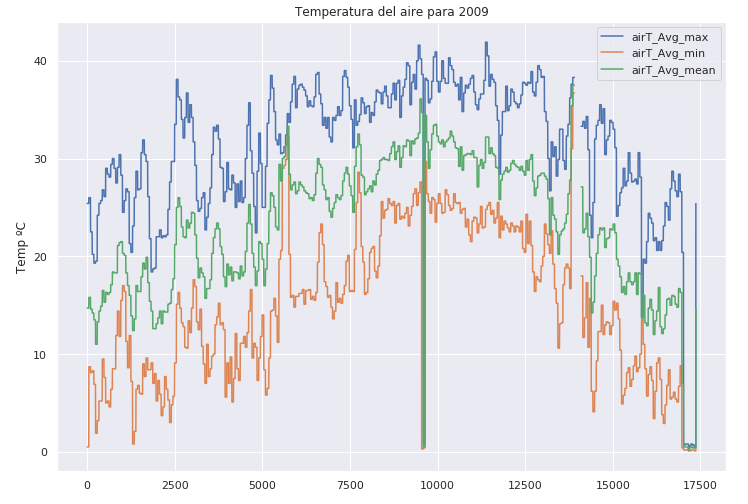 Temperatura del aire para 2009
airT_Avg_max
airT_Avg_min
airT_Avg_mean
Temp ºC
40
30
20
10
0
0
2500
5000
7500
10000
12500
15000
17500